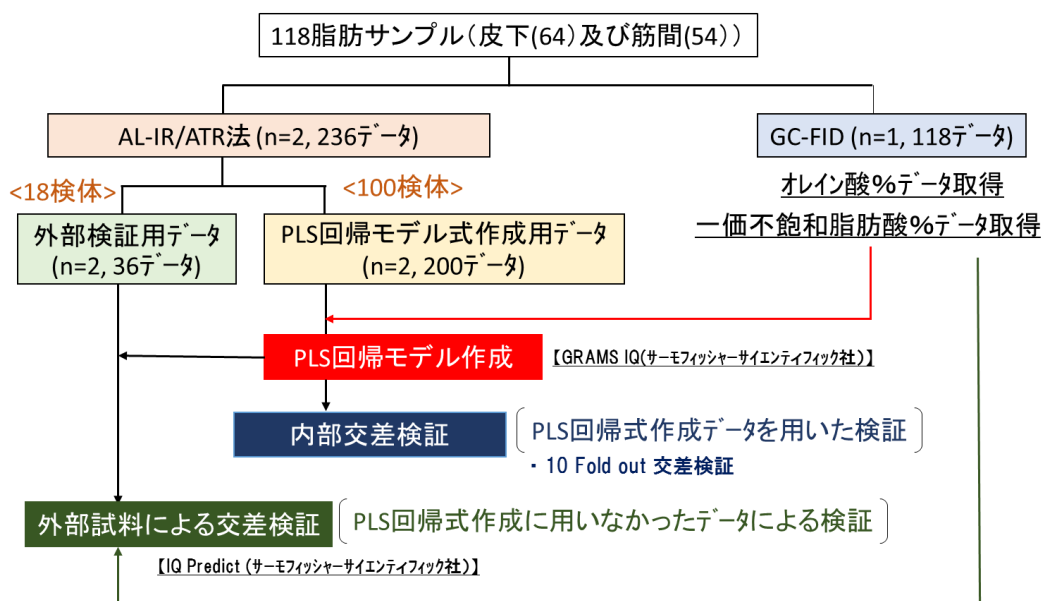 118脂肪サンプル（皮下(64)及び筋間(54)）
AL-IR/ATR法 (n=2, 236ﾃﾞｰﾀ)
GC-FID (n=1, 118ﾃﾞｰﾀ)
<18検体>
<100検体>
オレイン酸%ﾃﾞｰﾀ取得
一価不飽和脂肪酸%ﾃﾞｰﾀ取得
外部検証用ﾃﾞｰﾀ
(n=2, 36ﾃﾞｰﾀ)
PLS回帰モデル式作成用ﾃﾞｰﾀ
(n=2, 200ﾃﾞｰﾀ)
PLS回帰モデル作成
【GRAMS IQ(ｻｰﾓﾌｨｯｼｬｰｻｲｴﾝﾃｨﾌｨｯｸ社)】
内部交差検証
PLS回帰式作成ﾃﾞｰﾀを用いた検証
・10 Fold out 交差検証
外部試料による交差検証
PLS回帰式作成に用いなかったﾃﾞｰﾀによる検証
【IQ Predict (ｻｰﾓﾌｨｯｼｬｰｻｲｴﾝﾃｨﾌｨｯｸ社)】